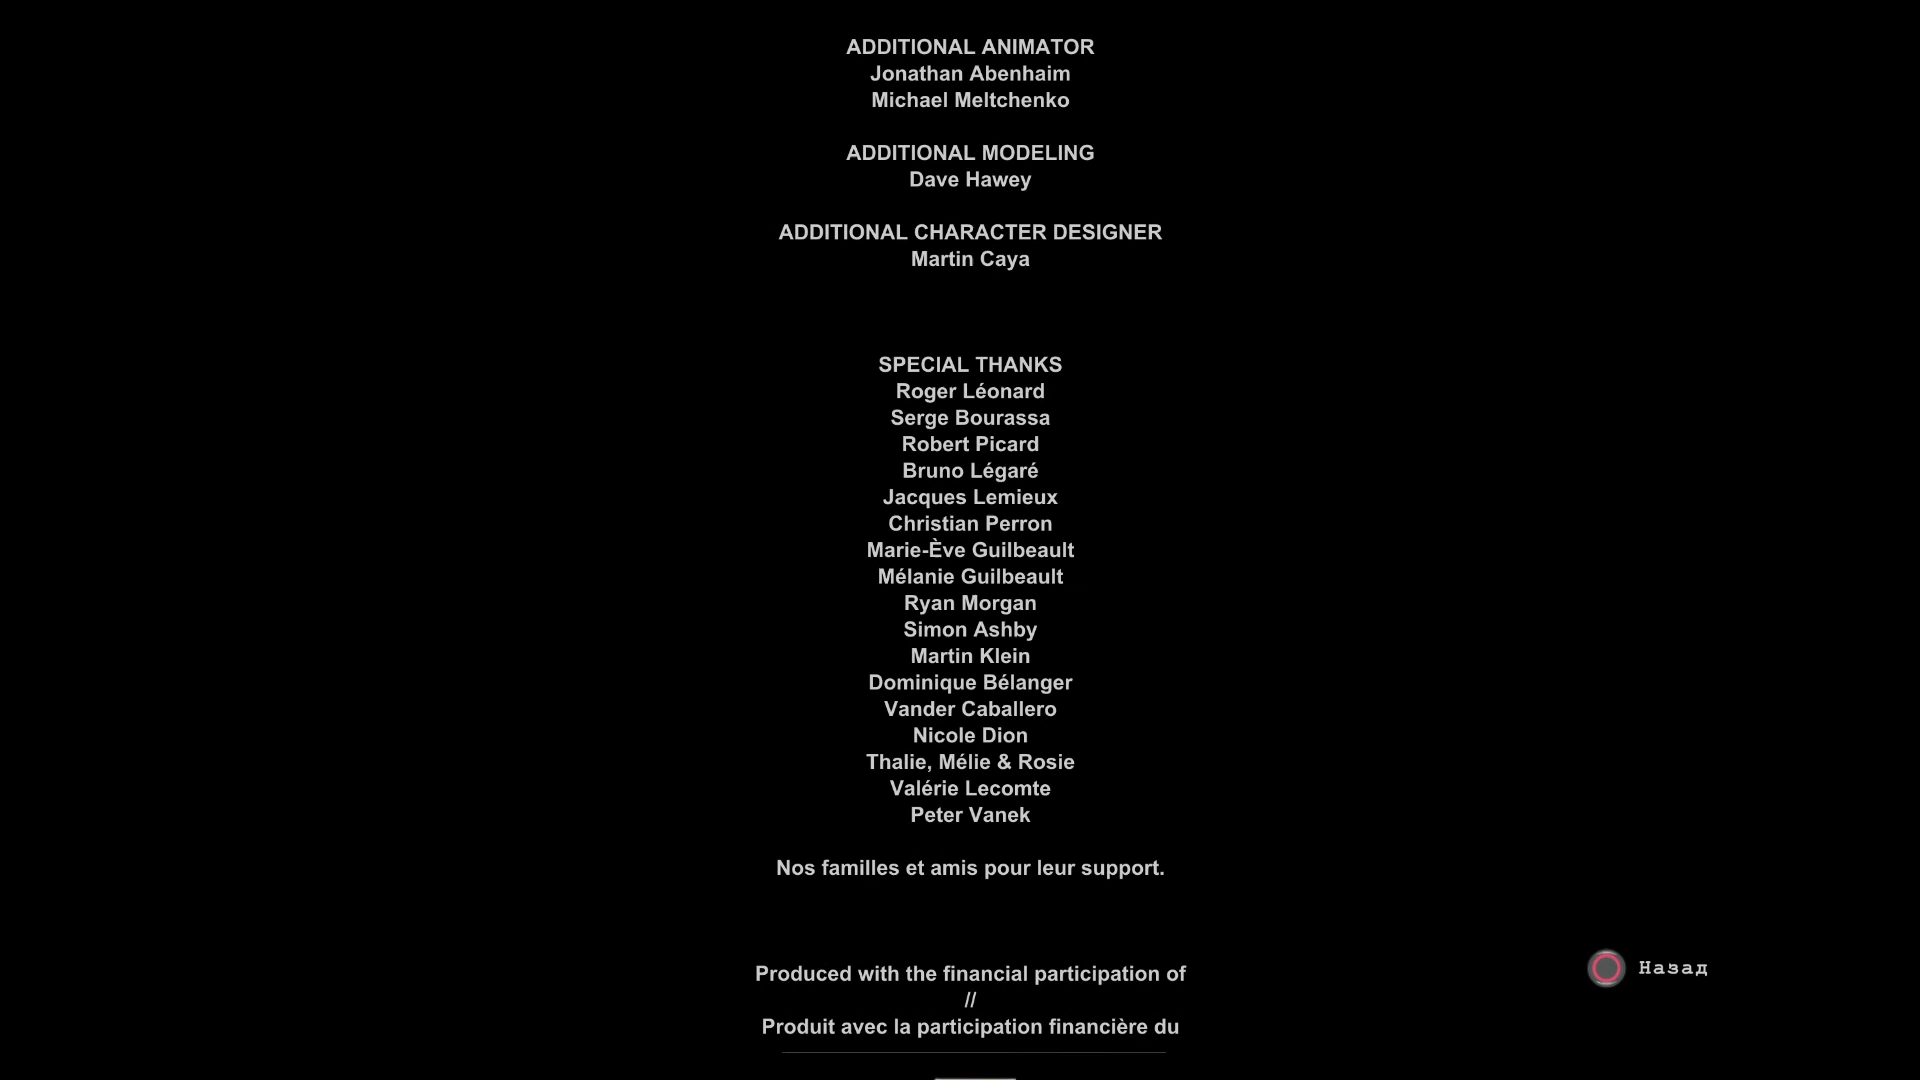 ADDITIONAL ANIMATOR
Jonathan Abenhaim
Michael Meltchenko
ADDITIONAL MODELING
Dave Hawey
ADDITIONAL CHARACTER DESIGNER
Martin Caya
SPECIAL THANKS
Roger Léonard
Serge Bourassa
Robert Picard
Bruno Légaré
Jacques Lemieux
Christian Perron
Marie-Ève Guilbeault
Mélanie Guilbeault
Ryan Morgan
Simon Ashby
Martin Klein
Dominique Bélanger
Vander Caballero
Nicole Dion
Thalie, Mélie & Rosie
Valérie Lecomte
Peter Vanek
Nos familles et amis pour leur support.
Produced with the financial participation of
//
Produit avec la participation financière du
Назад